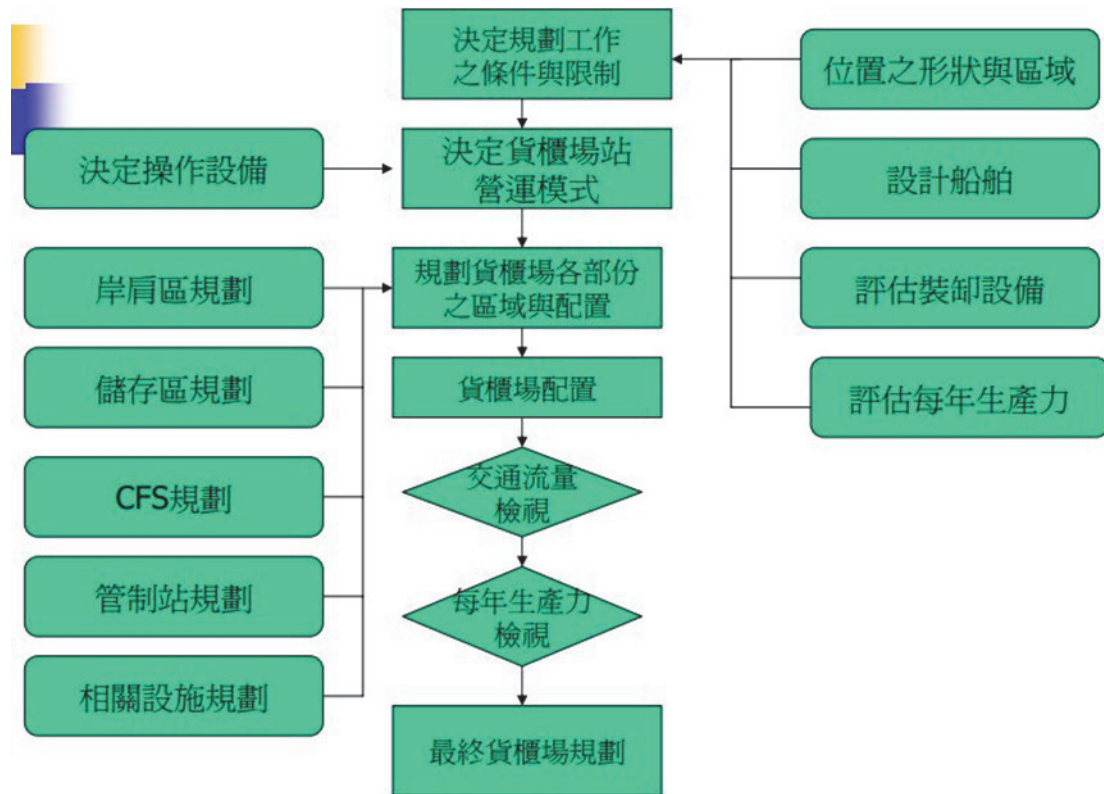 決定規劃工作
之條件與限制
位置之形狀與區域
決定操作設備
決定貨櫃場站
營運模式
設計船舶
岸肩區規劃
規劃貨櫃場各部份
之區域與配置
評估裝缷設備
儲存區規劃
貨櫃場配置
評估每年生產力
交通流量
檢視
CFS規劃
管制站規劃
每年生產力
檢視
相關設施規劃
最終貨櫃場規劃